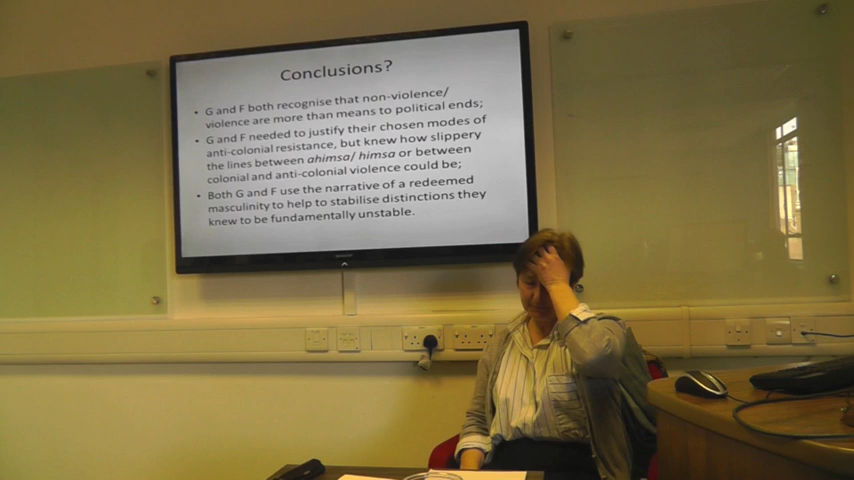 Conclusions?
• G and F both recognise that non-violence/
violence are more than means to political ends;
• G and F needed to justify their chosen modes of
anti-colonial resistance, but knew how slippery
the lines between ahimsa/ himsa or between
colonial and anti-colonial violence could be;
• Both G and F use the narrative of a redeemed
masculinity to help to stabilise distinctions they
knew to be fundamentally unstable.
SHARP